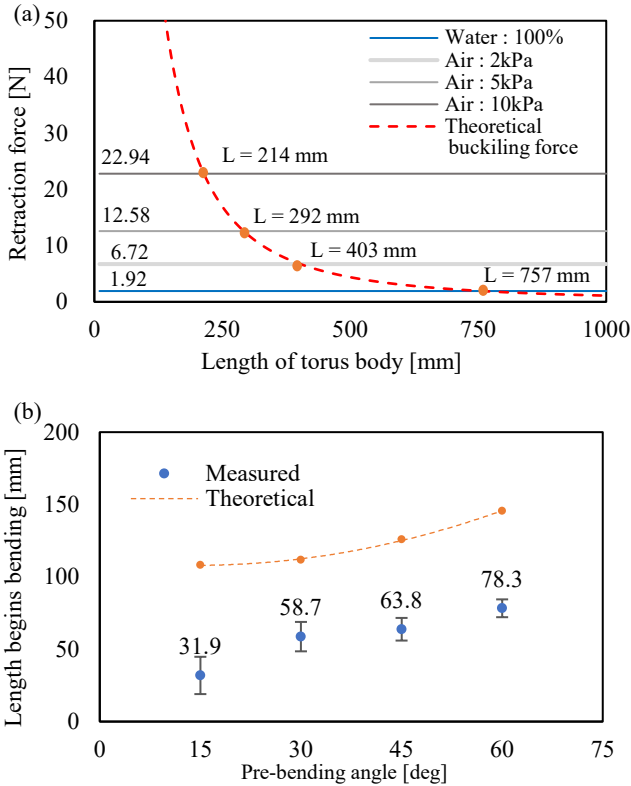 (a)
50
40
30
20
10
0
Retraction force [N]
Water : 100%
Air : 2kPa
Air : 5kPa
Air : 10kPa
Theoretical
buckiling force
22.94
L = 214 mm
12.58
L = 292 mm
6.72
L = 403 mm
1.92
L = 757 mm
0
250
500
750
1000
Length of torus body [mm]
(b)
200
150
100
50
0
Length begins bending [mm]
Measured
Theoretical
31.9
58.7
63.8
78.3
0
15
30
45
60
75
Pre-bending angle [deg]